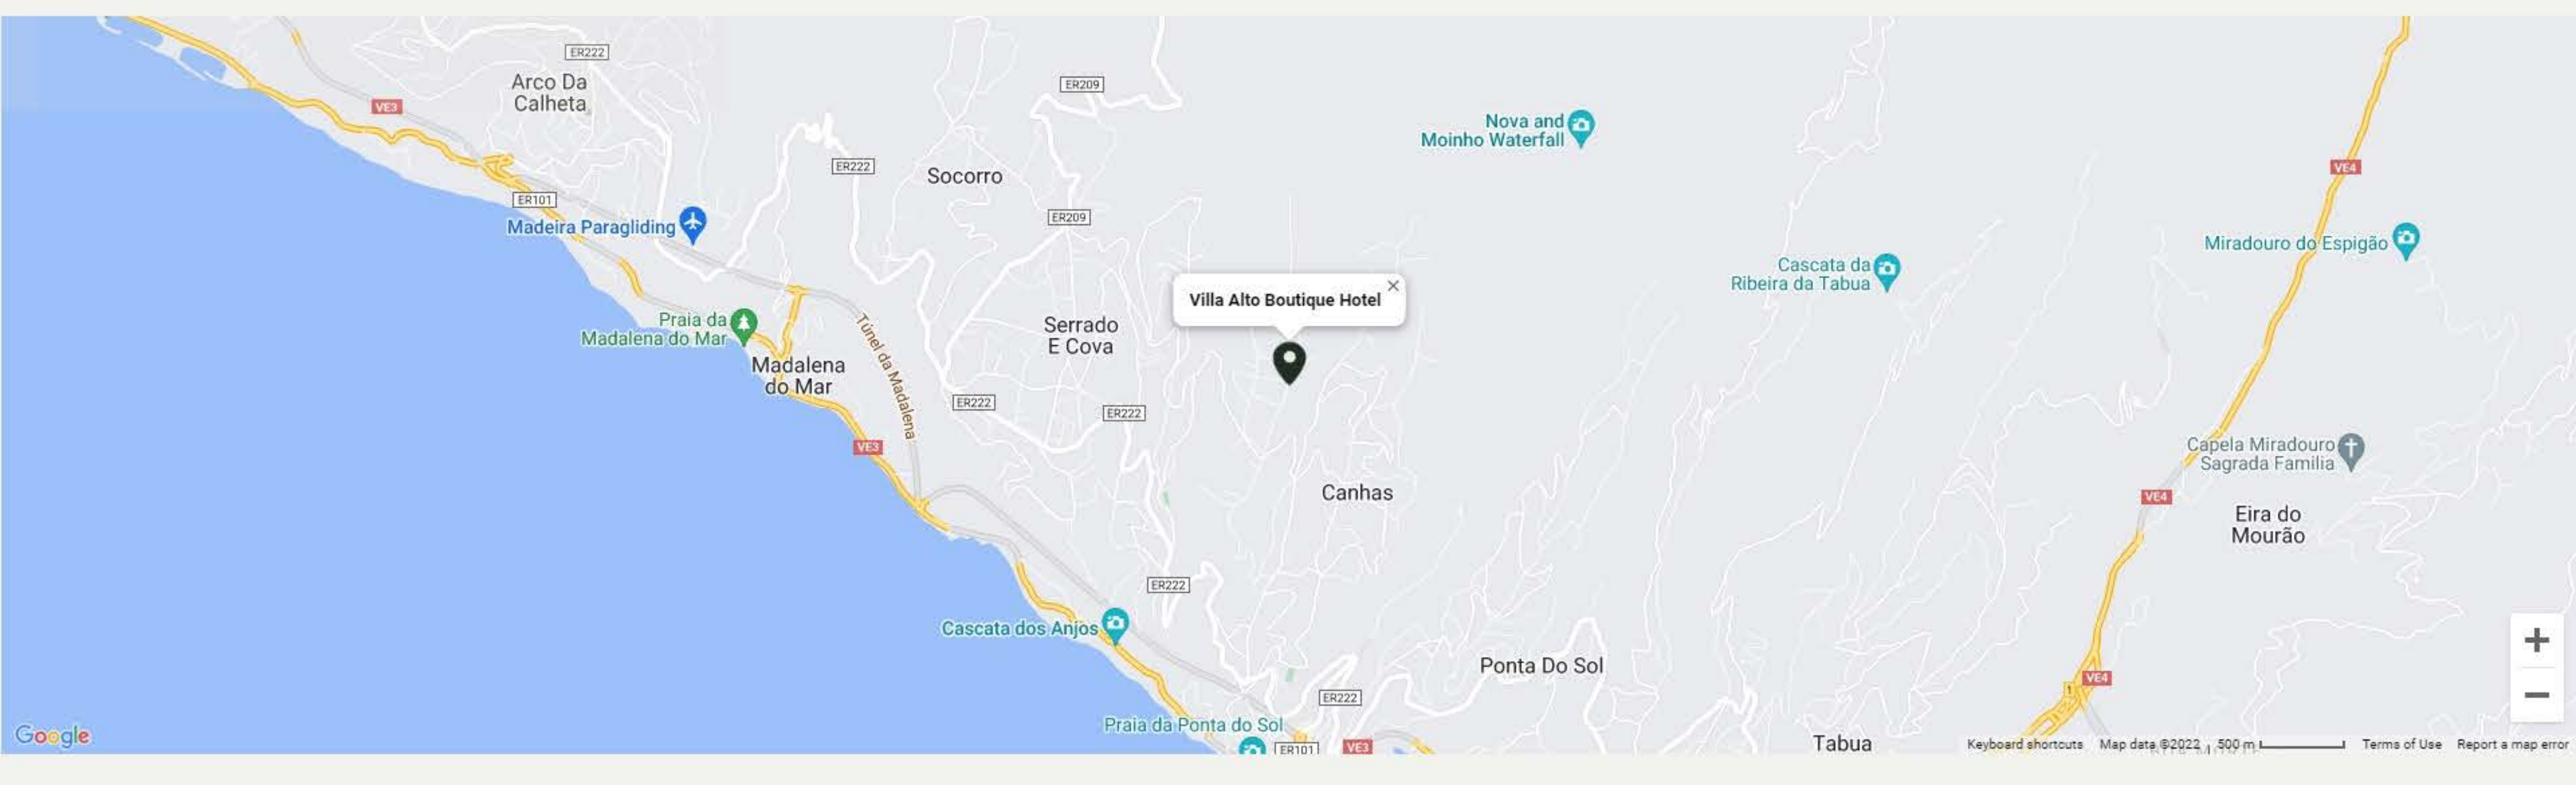 ER222
Arco Da
Calheta
VE3
ER209
ER222
Socorro
ER101
Madeira Paragliding
ER209
Nova and
Moinho Waterfall
VE4
Miradouro do Espigão
Cascata da
Ribeira da Tabua
Villa Alto Boutique Hotel
Praia da
Madalena do Mar
Serrado
E Cova
Túnel da Madalena
Madalena
do Mar
ER222
ER222
VE3
Capela Miradouro
Sagrada Familia
Canhas
VE4
Eira do
Mourão
ER222
Cascata dos Anjos
Ponta Do Sol
ER222
VE4
1
Praia da Ponta do Sol
ER101
VE3
Tabua
Google
Keyboard shortcuts
Map data ©2022
500 m
Terms of Use
Report a map error